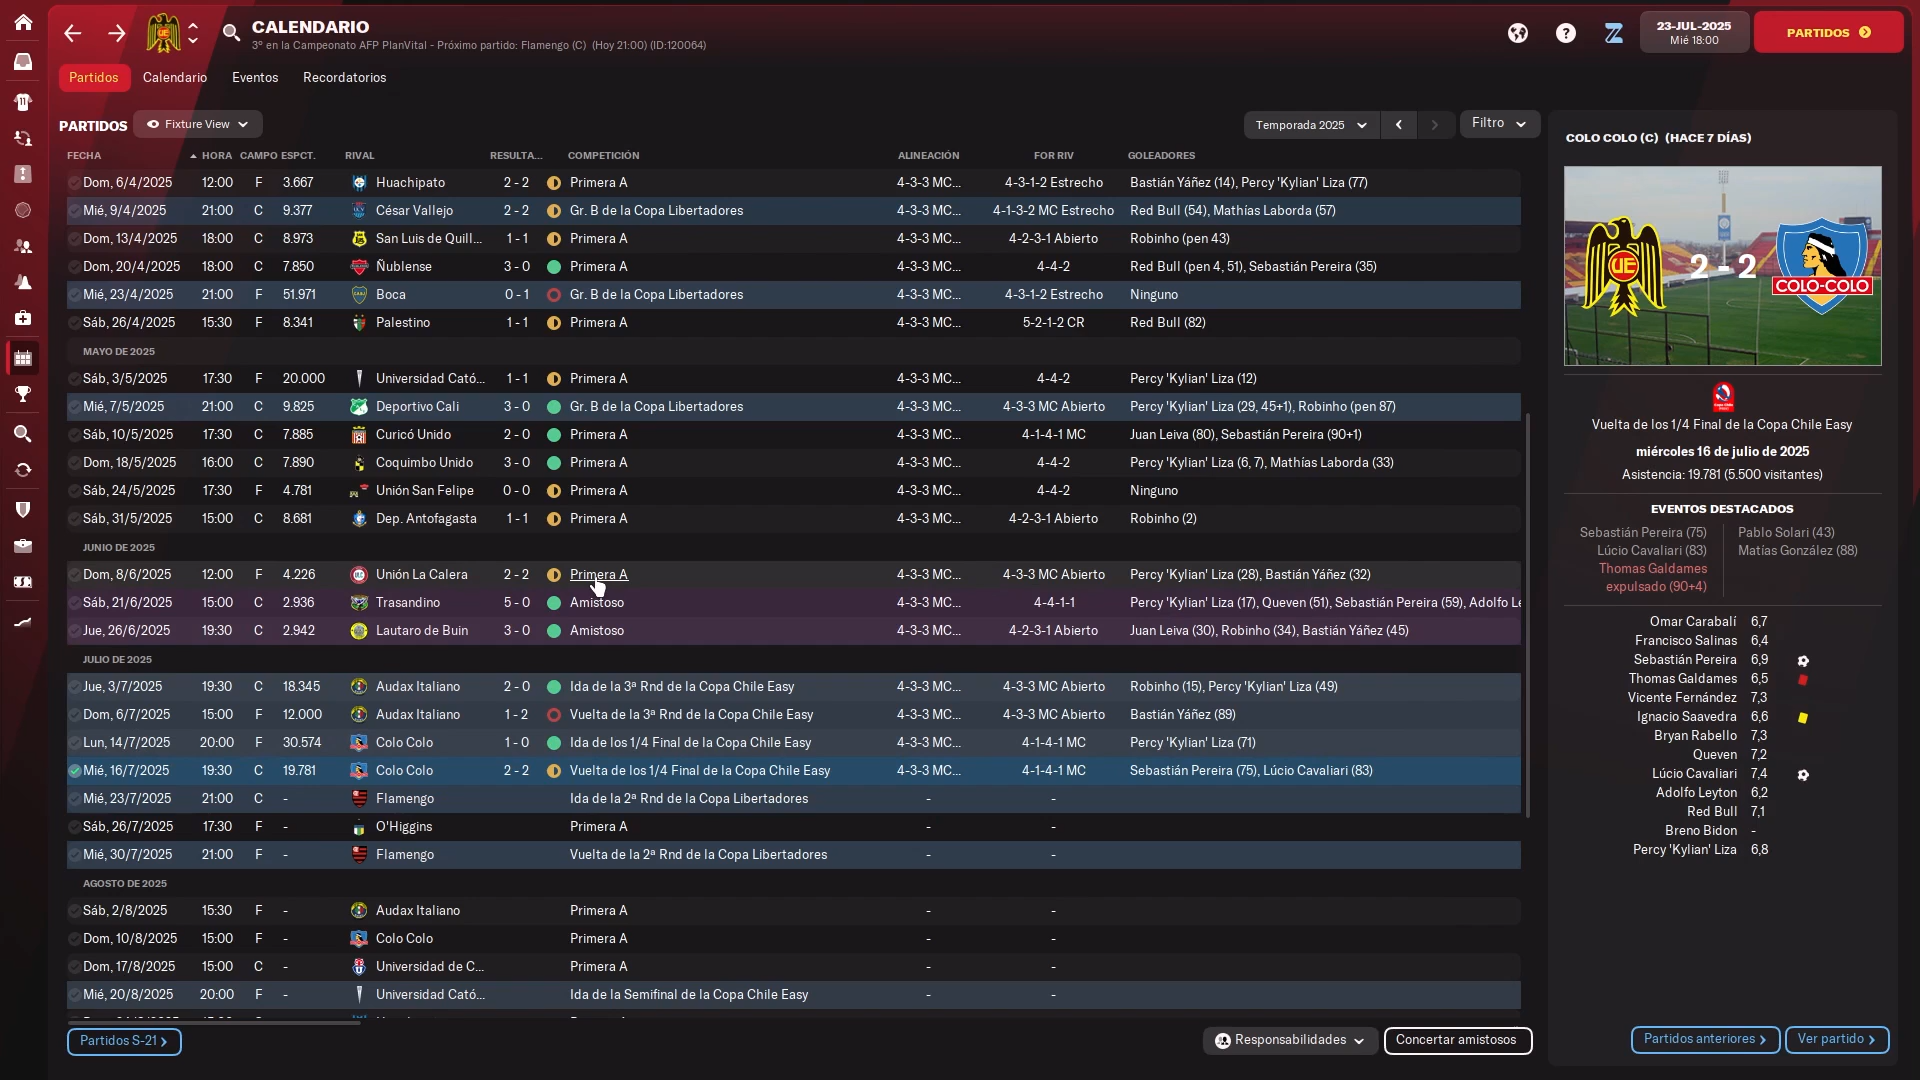 CALENDARIO
3º en la Campeonato AFP PlanVital - Próximo partido: Flamengo (C) (Hoy 21:00) (ID:120064)
23-JUL-2025
Mié 18:00
PARTIDOS
Partidos Calendario Eventos Recordatorios
PARTIDOS Fixture View Temporada 2025 Filtro
FECHA HORA CAMPO ESPCT. RIVAL RESULTA... COMPETICIÓN ALINEACIÓN FOR RIV GOLEADORES
Dom, 6/4/2025 12:00 F 3.667 Huachipato 2 - 2 Primera A 4-3-3 MC... 4-3-1-2 Estrecho Bastián Yáñez (14), Percy 'Kylian' Liza (77)
Mié, 9/4/2025 21:00 C 9.377 César Vallejo 2 - 2 Gr. B de la Copa Libertadores 4-3-3 MC... 4-1-3-2 MC Estrecho Red Bull (54), Mathías Laborda (57)
Dom, 13/4/2025 18:00 C 8.973 San Luis de Quill... 1 - 1 Primera A 4-3-3 MC... 4-2-3-1 Abierto Robinho (pen 43)
Dom, 20/4/2025 18:00 C 7.850 Ñublense 3 - 0 Primera A 4-3-3 MC... 4-4-2 Red Bull (pen 4, 51), Sebastián Pereira (35)
Mié, 23/4/2025 21:00 F 51.971 Boca 0 - 1 Gr. B de la Copa Libertadores 4-3-3 MC... 4-3-1-2 Estrecho Ninguno
Sáb, 26/4/2025 15:30 F 8.341 Palestino 1 - 1 Primera A 4-3-3 MC... 5-2-1-2 CR Red Bull (82)
MAYO DE 2025
Sáb, 3/5/2025 17:30 F 20.000 Universidad Cató... 1 - 1 Primera A 4-3-3 MC... 4-4-2 Percy 'Kylian' Liza (12)
Mié, 7/5/2025 21:00 C 9.825 Deportivo Cali 3 - 0 Gr. B de la Copa Libertadores 4-3-3 MC... 4-3-3 MC Abierto Percy 'Kylian' Liza (29, 45+1), Robinho (pen 87)
Sáb, 10/5/2025 17:30 C 7.885 Curicó Unido 2 - 0 Primera A 4-3-3 MC... 4-1-4-1 MC Juan Leiva (80), Sebastián Pereira (90+1)
Dom, 18/5/2025 16:00 C 7.890 Coquimbo Unido 3 - 0 Primera A 4-3-3 MC... 4-4-2 Percy 'Kylian' Liza (6, 7), Mathías Laborda (33)
Sáb, 24/5/2025 17:30 F 4.781 Unión San Felipe 0 - 0 Primera A 4-3-3 MC... 4-4-2 Ninguno
Sáb, 31/5/2025 15:00 C 8.681 Dep. Antofagasta 1 - 1 Primera A 4-3-3 MC... 4-2-3-1 Abierto Robinho (2)
JUNIO DE 2025
Dom, 8/6/2025 12:00 F 4.226 Unión La Calera 2 - 2 Primera A 4-3-3 MC... 4-3-3 MC Abierto Percy 'Kylian' Liza (28), Bastián Yáñez (32)
Sáb, 21/6/2025 15:00 C 2.936 Trasandino 5 - 0 Amistoso 4-3-3 MC... 4-4-1-1 Percy 'Kylian' Liza (17), Queven (51), Sebastián Pereira (59), Adolfo Le
Jue, 26/6/2025 19:30 C 2.942 Lautaro de Buin 3 - 0 Amistoso 4-3-3 MC... 4-2-3-1 Abierto Juan Leiva (30), Robinho (34), Bastián Yáñez (45)
JULIO DE 2025
Jue, 3/7/2025 19:30 C 18.345 Audax Italiano 2 - 0 Ida de la 3ª Rnd de la Copa Chile Easy 4-3-3 MC... 4-3-3 MC Abierto Robinho (15), Percy 'Kylian' Liza (49)
Dom, 6/7/2025 15:00 F 12.000 Audax Italiano 1 - 2 Vuelta de la 3ª Rnd de la Copa Chile Easy 4-3-3 MC... 4-3-3 MC Abierto Bastián Yáñez (89)
Lun, 14/7/2025 20:00 F 30.574 Colo Colo 1 - 0 Ida de los 1/4 Final de la Copa Chile Easy 4-3-3 MC... 4-1-4-1 MC Percy 'Kylian' Liza (71)
Mié, 16/7/2025 19:30 C 19.781 Colo Colo 2 - 2 Vuelta de los 1/4 Final de la Copa Chile Easy 4-3-3 MC... 4-1-4-1 MC Sebastián Pereira (75), Lúcio Cavaliari (83)
Mié, 23/7/2025 21:00 C - Flamengo Ida de la 2ª Rnd de la Copa Libertadores - -
Sáb, 26/7/2025 17:30 F - O'Higgins Primera A - -
Mié, 30/7/2025 21:00 F - Flamengo Vuelta de la 2ª Rnd de la Copa Libertadores - -
AGOSTO DE 2025
Sáb, 2/8/2025 15:30 F - Audax Italiano Primera A - -
Dom, 10/8/2025 15:00 F - Colo Colo Primera A - -
Dom, 17/8/2025 15:00 C - Universidad de C... Primera A - -
Mié, 20/8/2025 20:00 F - Universidad Cató... Ida de la Semifinal de la Copa Chile Easy - -
Partidos S-21 Responsabilidades Concertar amistosos
COLO COLO (C) (HACE 7 DÍAS)
UE 2 - 2 COLO-COLO
Vuelta de los 1/4 Final de la Copa Chile Easy
miércoles 16 de julio de 2025
Asistencia: 19.781 (5.500 visitantes)
EVENTOS DESTACADOS
Sebastián Pereira (75) Pablo Solari (43)
Lúcio Cavaliari (83) Matías González (88)
Thomas Galdames
expulsado (90+4)
Omar Carabalí 6,7
Francisco Salinas 6,4
Sebastián Pereira 6,9
Thomas Galdames 6,5
Vicente Fernández 7,3
Ignacio Saavedra 6,6
Bryan Rabello 7,3
Queven 7,2
Lúcio Cavaliari 7,4
Adolfo Leyton 6,2
Red Bull 7,1
Breno Bidon -
Percy 'Kylian' Liza 6,8
Partidos anteriores Ver partido